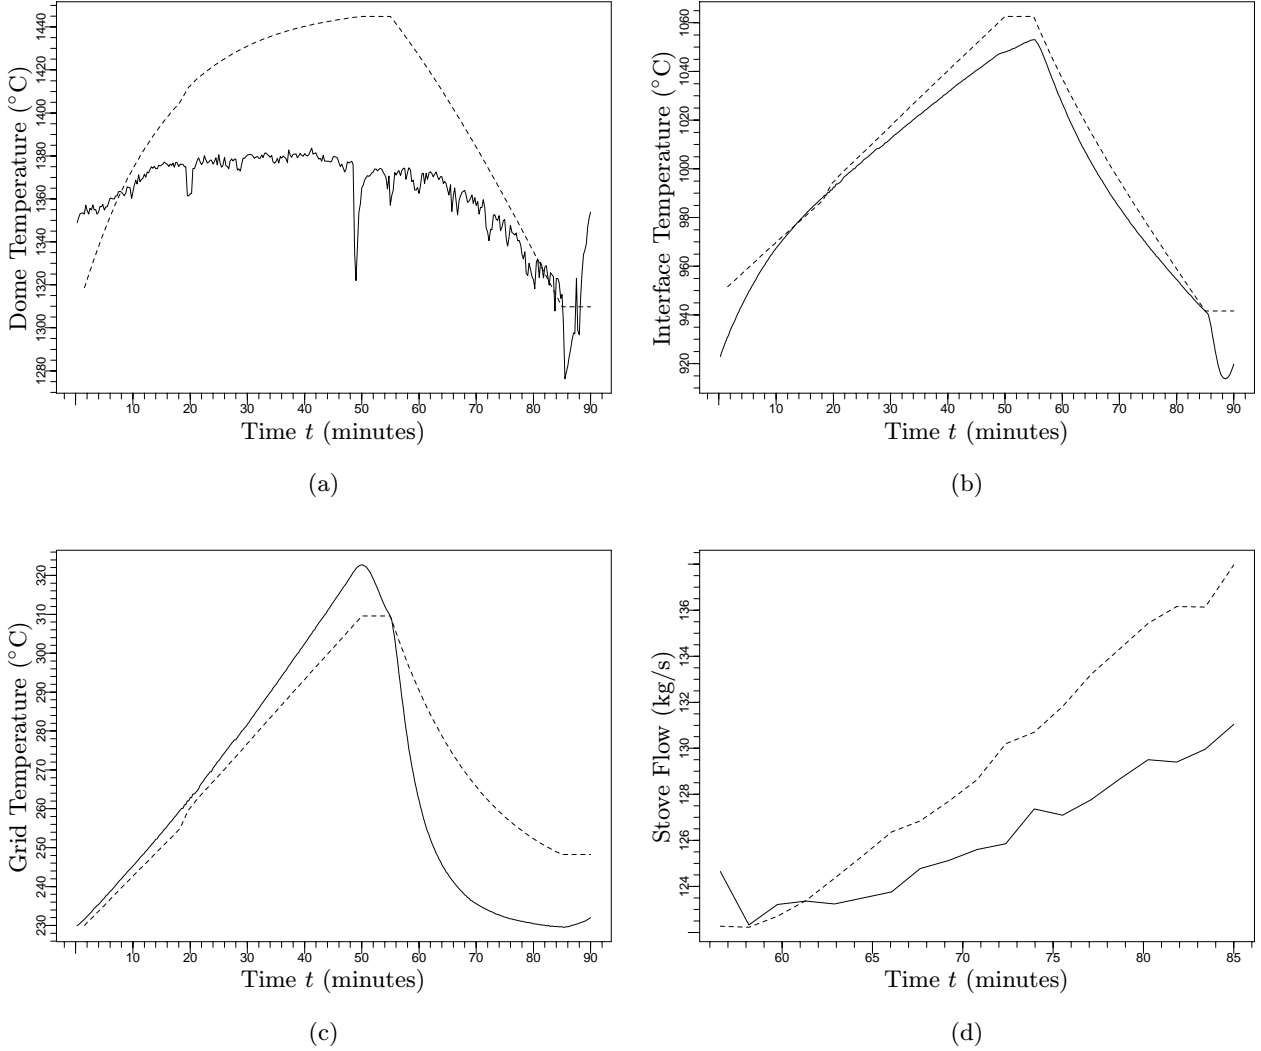 1280 1300 1310 1320 1340 1360 1380 1400 1420 1440
Dome Temperature (°C)
10 20 30 40 50 60 70 80 90
Time t (minutes)
(a)
920 940 960 980 1000 1020 1040 1060
Interface Temperature (°C)
10 20 30 40 50 60 70 80 90
Time t (minutes)
(b)
230 240 250 260 270 280 290 300 310 320
Grid Temperature (°C)
10 20 30 40 50 60 70 80 90
Time t (minutes)
(c)
124 126 128 130 132 134 136
Stove Flow (kg/s)
60 65 70 75 80 85
Time t (minutes)
(d)